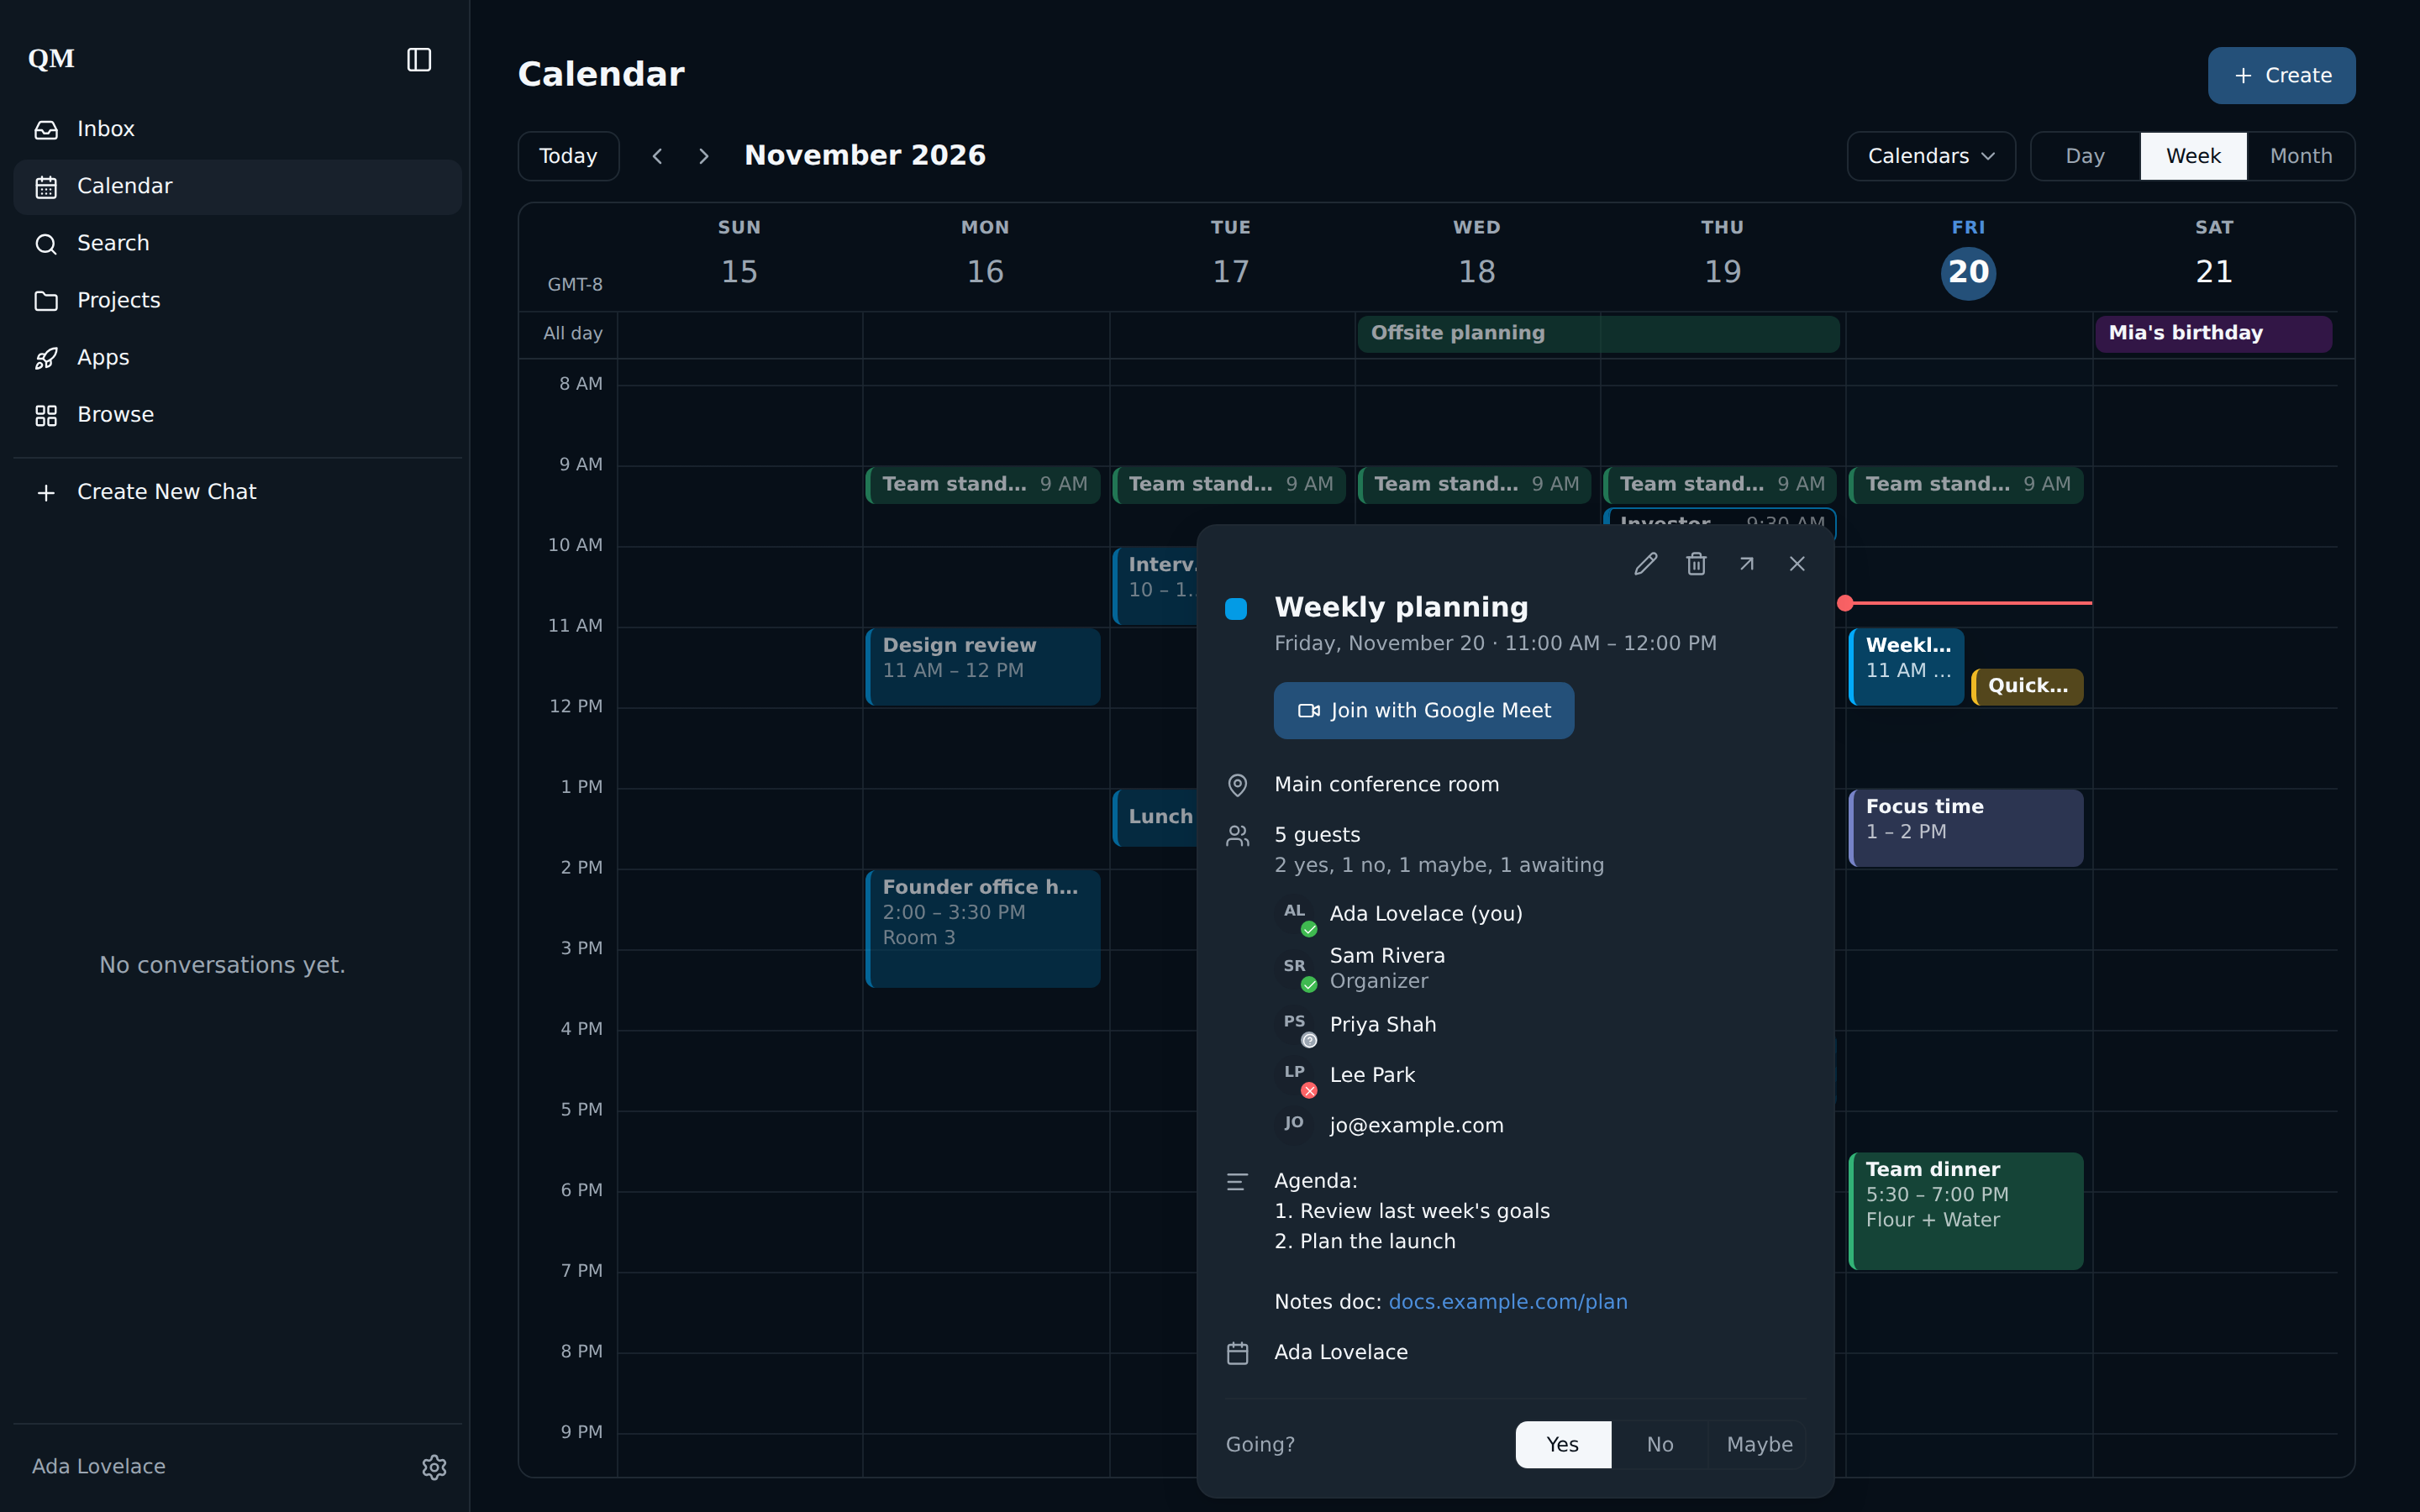 QM
Inbox
Calendar
Search
Projects
Apps
Browse
Create New Chat
No conversations yet.
Ada Lovelace
Calendar
Create
Today
November 2026
Calendars
Day
Week
Month
GMT-8
SUN
15
MON
16
TUE
17
WED
18
THU
19
FRI
20
SAT
21
All day
Offsite planning
Mia's birthday
8 AM
9 AM
10 AM
11 AM
12 PM
1 PM
2 PM
3 PM
4 PM
5 PM
6 PM
7 PM
8 PM
9 PM
Team stand... 9 AM
Design review
11 AM – 12 PM
Founder office h...
2:00 – 3:30 PM
Room 3
Team stand... 9 AM
Interv.
10 – 1..
Lunch
Team stand... 9 AM
Team stand... 9 AM
Investor 9:30 AM
Team stand... 9 AM
Weekl...
11 AM ...
Quick...
Focus time
1 – 2 PM
Team dinner
5:30 – 7:00 PM
Flour + Water
Weekly planning
Friday, November 20 · 11:00 AM – 12:00 PM
Join with Google Meet
Main conference room
5 guests
2 yes, 1 no, 1 maybe, 1 awaiting
AL Ada Lovelace (you)
SR Sam Rivera
Organizer
PS Priya Shah
LP Lee Park
JO jo@example.com
Agenda:
1. Review last week's goals
2. Plan the launch
Notes doc: docs.example.com/plan
Ada Lovelace
Going?
Yes
No
Maybe